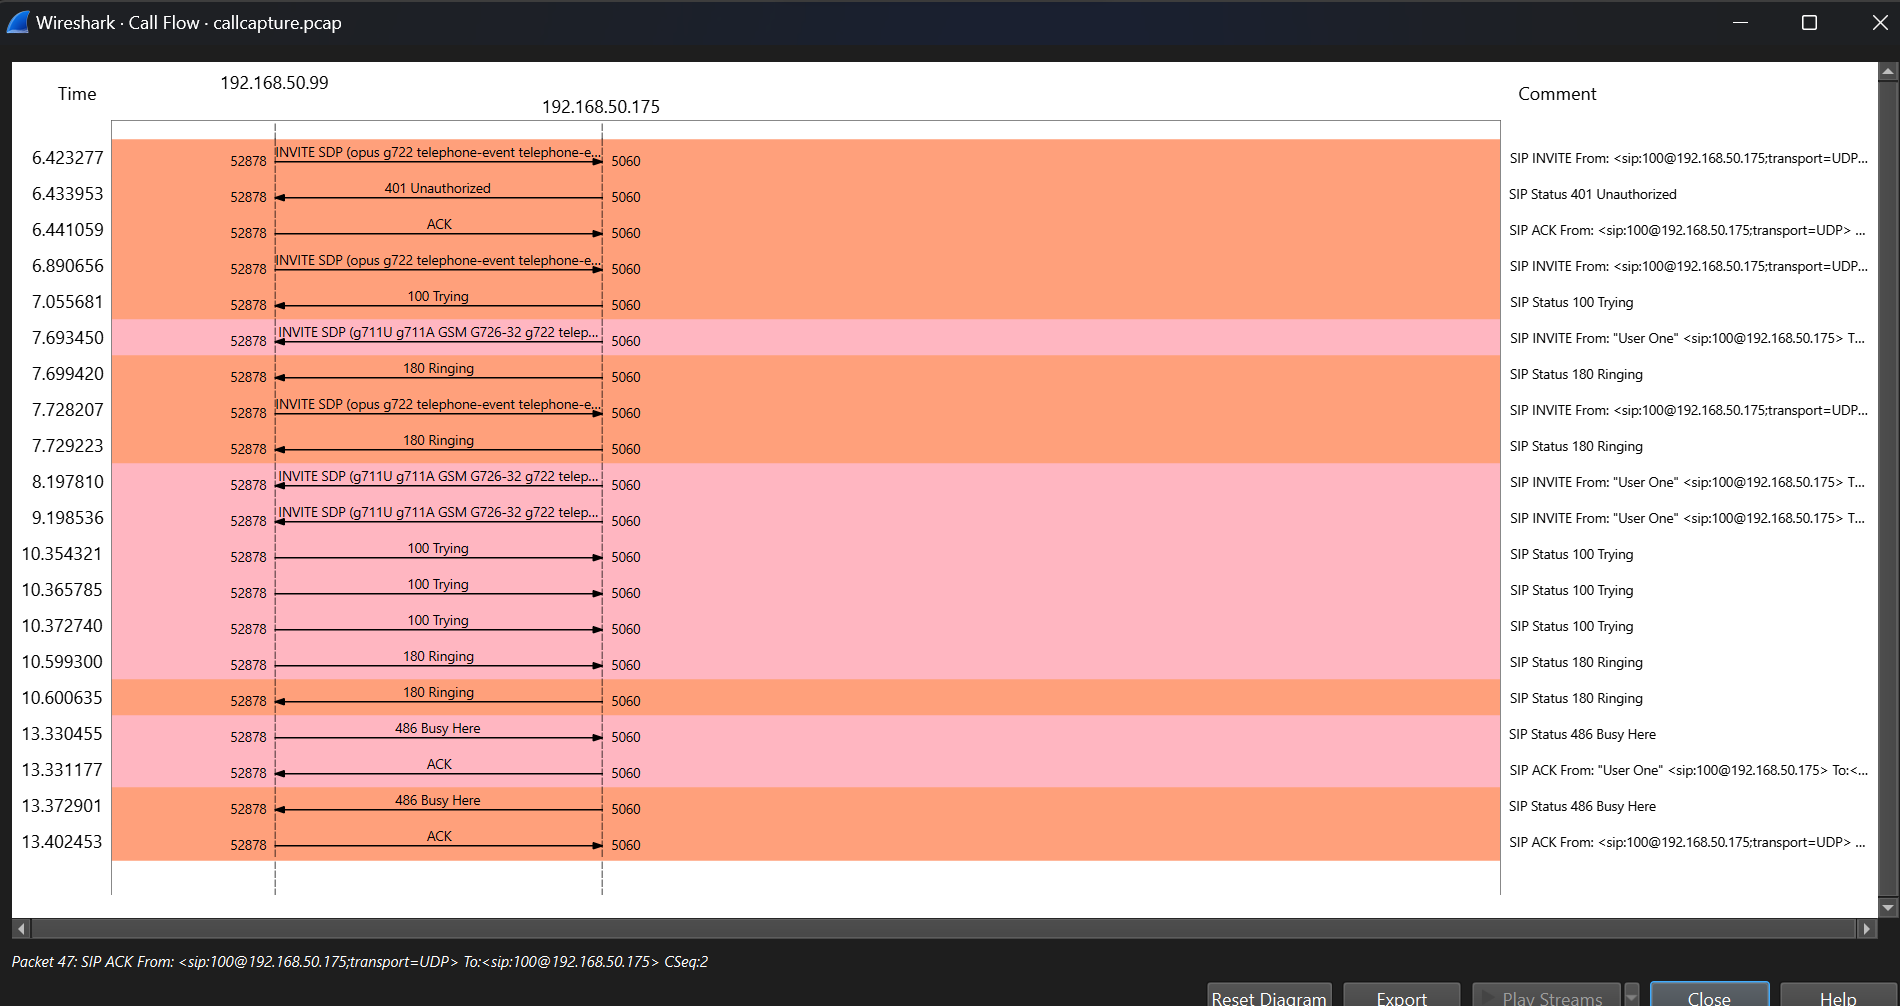 Wireshark · Call Flow · callcapture.pcap
Time 192.168.50.99 192.168.50.175 Comment
6.423277 52878 INVITE SDP (opus g722 telephone-event telephone-e... 5060 SIP INVITE From: <sip:100@192.168.50.175;transport=UDP...
6.433953 52878 401 Unauthorized 5060 SIP Status 401 Unauthorized
6.441059 52878 ACK 5060 SIP ACK From: <sip:100@192.168.50.175;transport=UDP> ...
6.890656 52878 INVITE SDP (opus g722 telephone-event telephone-e... 5060 SIP INVITE From: <sip:100@192.168.50.175;transport=UDP...
7.055681 52878 100 Trying 5060 SIP Status 100 Trying
7.693450 52878 INVITE SDP (g711U g711A GSM G726-32 g722 telep... 5060 SIP INVITE From: "User One" <sip:100@192.168.50.175> T...
7.699420 52878 180 Ringing 5060 SIP Status 180 Ringing
7.728207 52878 INVITE SDP (opus g722 telephone-event telephone-e... 5060 SIP INVITE From: <sip:100@192.168.50.175;transport=UDP...
7.729223 52878 180 Ringing 5060 SIP Status 180 Ringing
8.197810 52878 INVITE SDP (g711U g711A GSM G726-32 g722 telep... 5060 SIP INVITE From: "User One" <sip:100@192.168.50.175> T...
9.198536 52878 INVITE SDP (g711U g711A GSM G726-32 g722 telep... 5060 SIP INVITE From: "User One" <sip:100@192.168.50.175> T...
10.354321 52878 100 Trying 5060 SIP Status 100 Trying
10.365785 52878 100 Trying 5060 SIP Status 100 Trying
10.372740 52878 100 Trying 5060 SIP Status 100 Trying
10.599300 52878 180 Ringing 5060 SIP Status 180 Ringing
10.600635 52878 180 Ringing 5060 SIP Status 180 Ringing
13.330455 52878 486 Busy Here 5060 SIP Status 486 Busy Here
13.331177 52878 ACK 5060 SIP ACK From: "User One" <sip:100@192.168.50.175> To:<...
13.372901 52878 486 Busy Here 5060 SIP Status 486 Busy Here
13.402453 52878 ACK 5060 SIP ACK From: <sip:100@192.168.50.175;transport=UDP> ...
Packet 47: SIP ACK From: <sip:100@192.168.50.175;transport=UDP> To:<sip:100@192.168.50.175> CSeq:2
Reset Diagram Export Play Streams Close Help